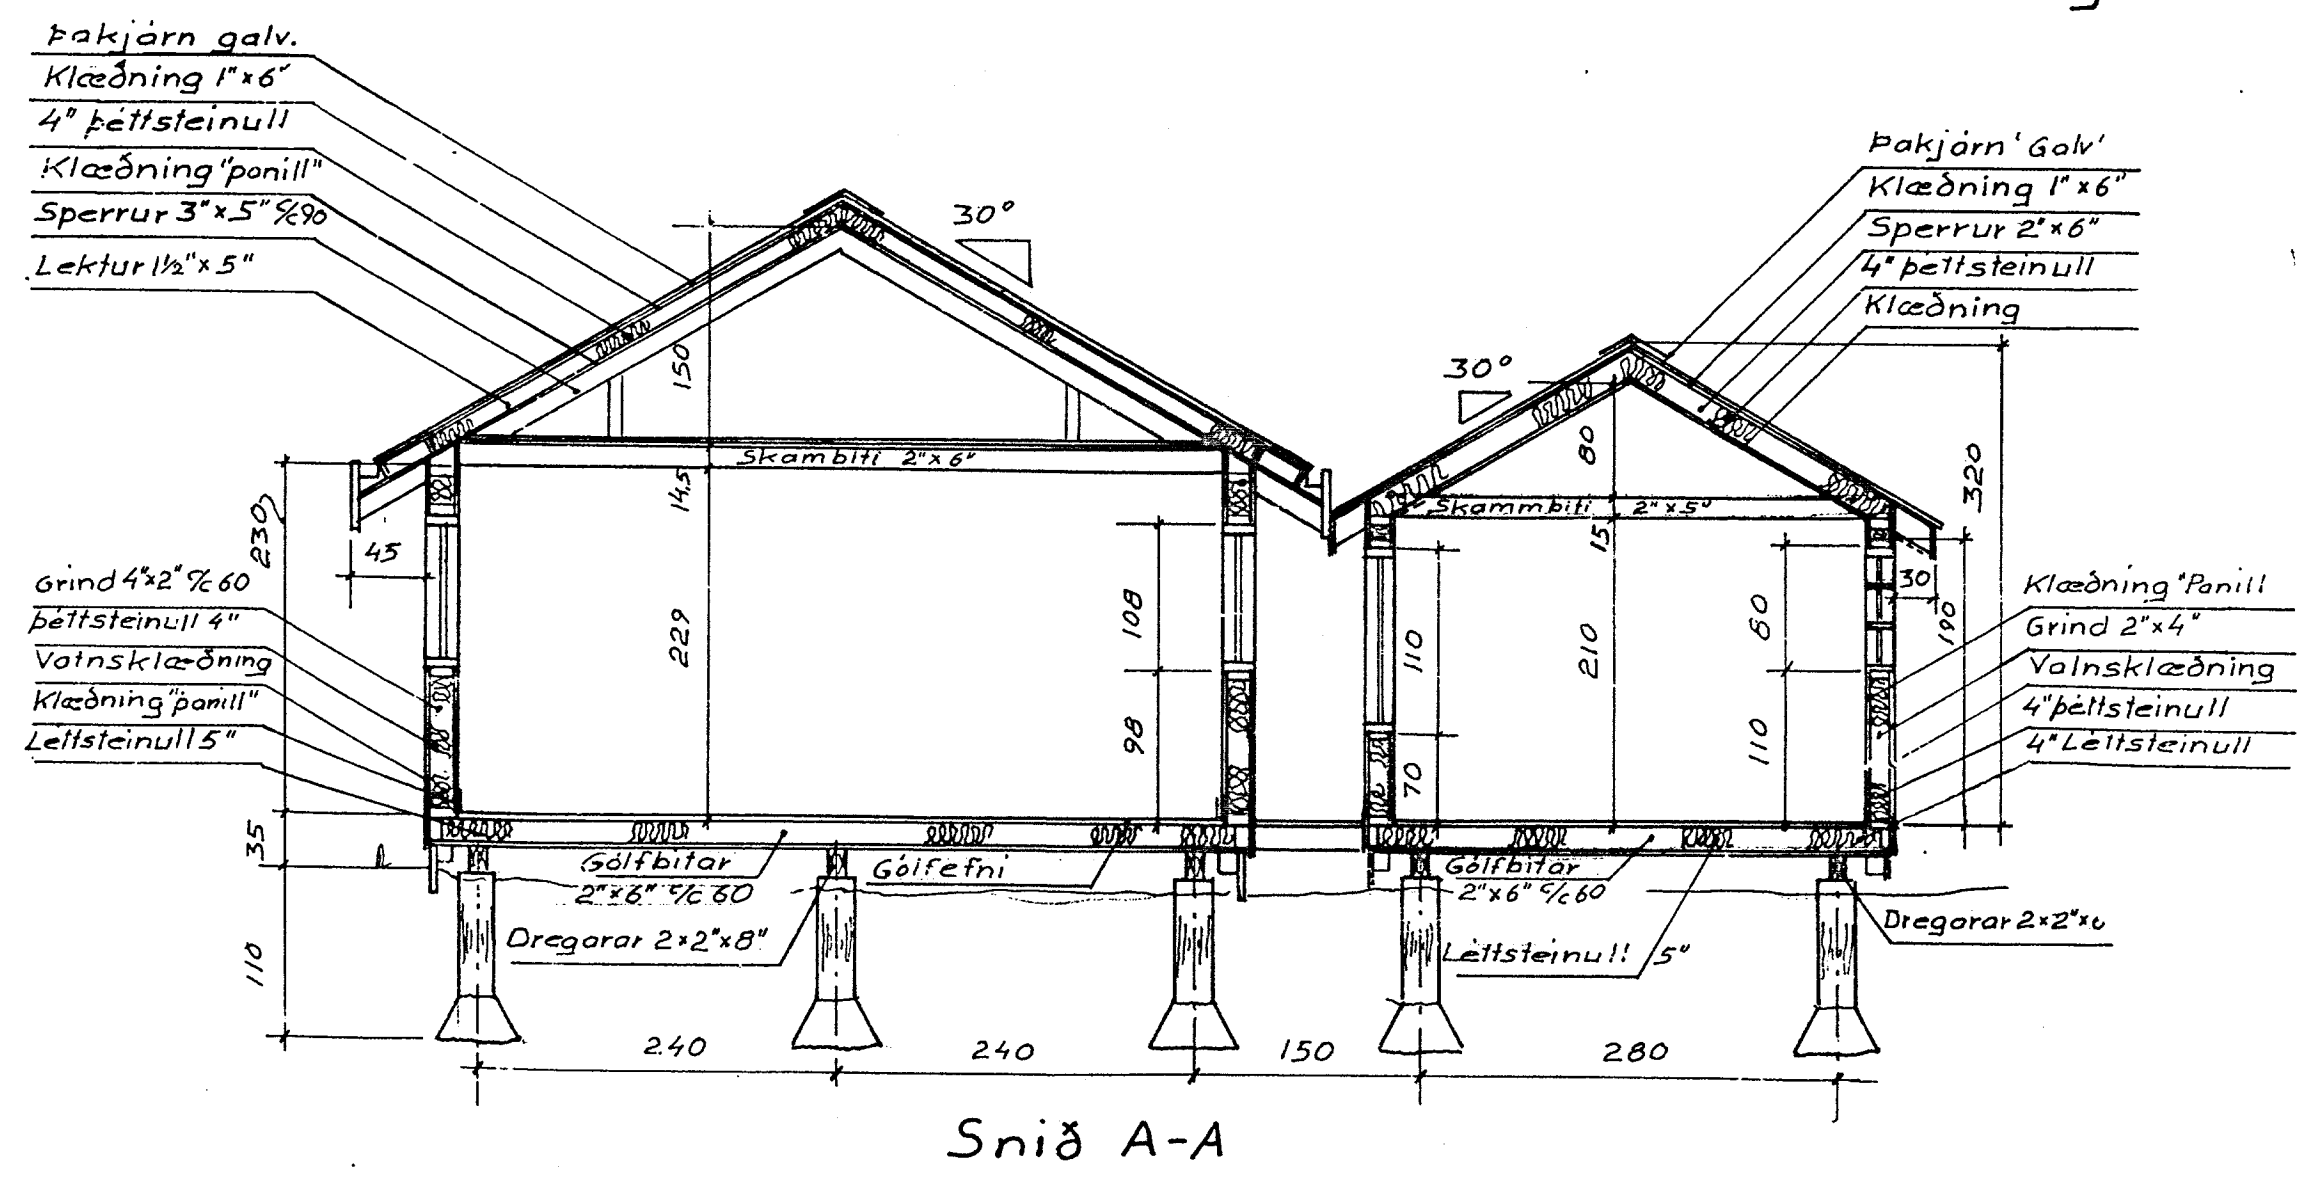 Þakjárn galv.
Klæðning 1"×6"
4" þéttsteinull
Klæðning "panill"
Sperrur 3"×5" c/c 90
Lektur 1½"×5"
30°
150
Skambiti 2"×6"
14,5
229
230
45
108
98
Grind 4"×2" c/c 60
þéttsteinull 4"
Vatnsklæðning
Klæðning "panill"
Léttsteinull 5"
35
110
Gólfbitar
2"×6" c/c 60
Gólfefni
Dregarar 2×2"×8"
240
240
150
280
Þakjárn 'Galv'
Klæðning 1"×6"
Sperrur 2"×6"
4" þéttsteinull
Klæðning
30°
80
Skammbiti 2"×5"
15
210
110
70
80
110
320
30
190
Klæðning "Panill
Grind 2"×4"
Vatnsklæðning
4" þéttsteinull
4" Léttsteinull
Gólfbitar
2"×6" c/c 60
Léttsteinull 5"
Dregarar 2×2"×
Snið A-A